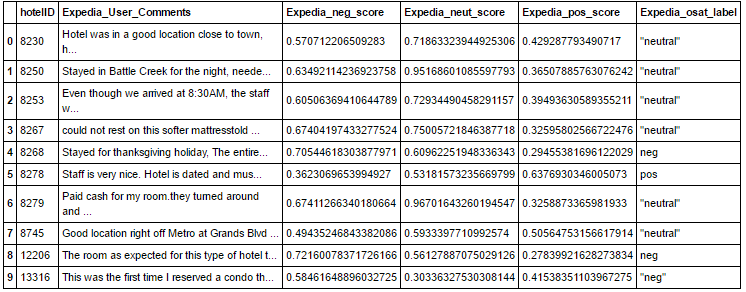 hotelID Expedia_User_Comments Expedia_neg_score Expedia_neut_score Expedia_pos_score Expedia_osat_label
0 8230 Hotel was in a good location close to town, h... 0.570712206509283 0.71863323944925306 0.429287793490717 "neutral"
1 8250 Stayed in Battle Creek for the night, neede... 0.63492114236923758 0.95168601085597793 0.36507885763076242 "neutral"
2 8253 Even though we arrived at 8:30AM, the staff w... 0.60506369410644789 0.72934490458291157 0.39493630589355211 "neutral"
3 8267 could not rest on this softer mattresstold ... 0.67404197433277524 0.75005721846387718 0.32595802566722476 "neutral"
4 8268 Stayed for thanksgiving holiday, The entire... 0.70544618303877971 0.60962251948336343 0.29455381696122029 neg
5 8278 Staff is very nice. Hotel is dated and mus... 0.3623069653994927 0.53181573235669799 0.6376930346005073 pos
6 8279 Paid cash for my room.they turned around and ... 0.67411266340180664 0.96701643260194547 0.3258873365981933 "neutral"
7 8745 Good location right off Metro at Grands Blvd ... 0.49435246843382086 0.5933397710992574 0.50564753156617914 "neutral"
8 12206 The room as expected for this type of hotel t... 0.72160078371726166 0.56127887075029126 0.27839921628273834 neg
9 13316 This was the first time I reserved a condo th... 0.58461648896032725 0.30336327530308144 0.41538351103967275 "neg"